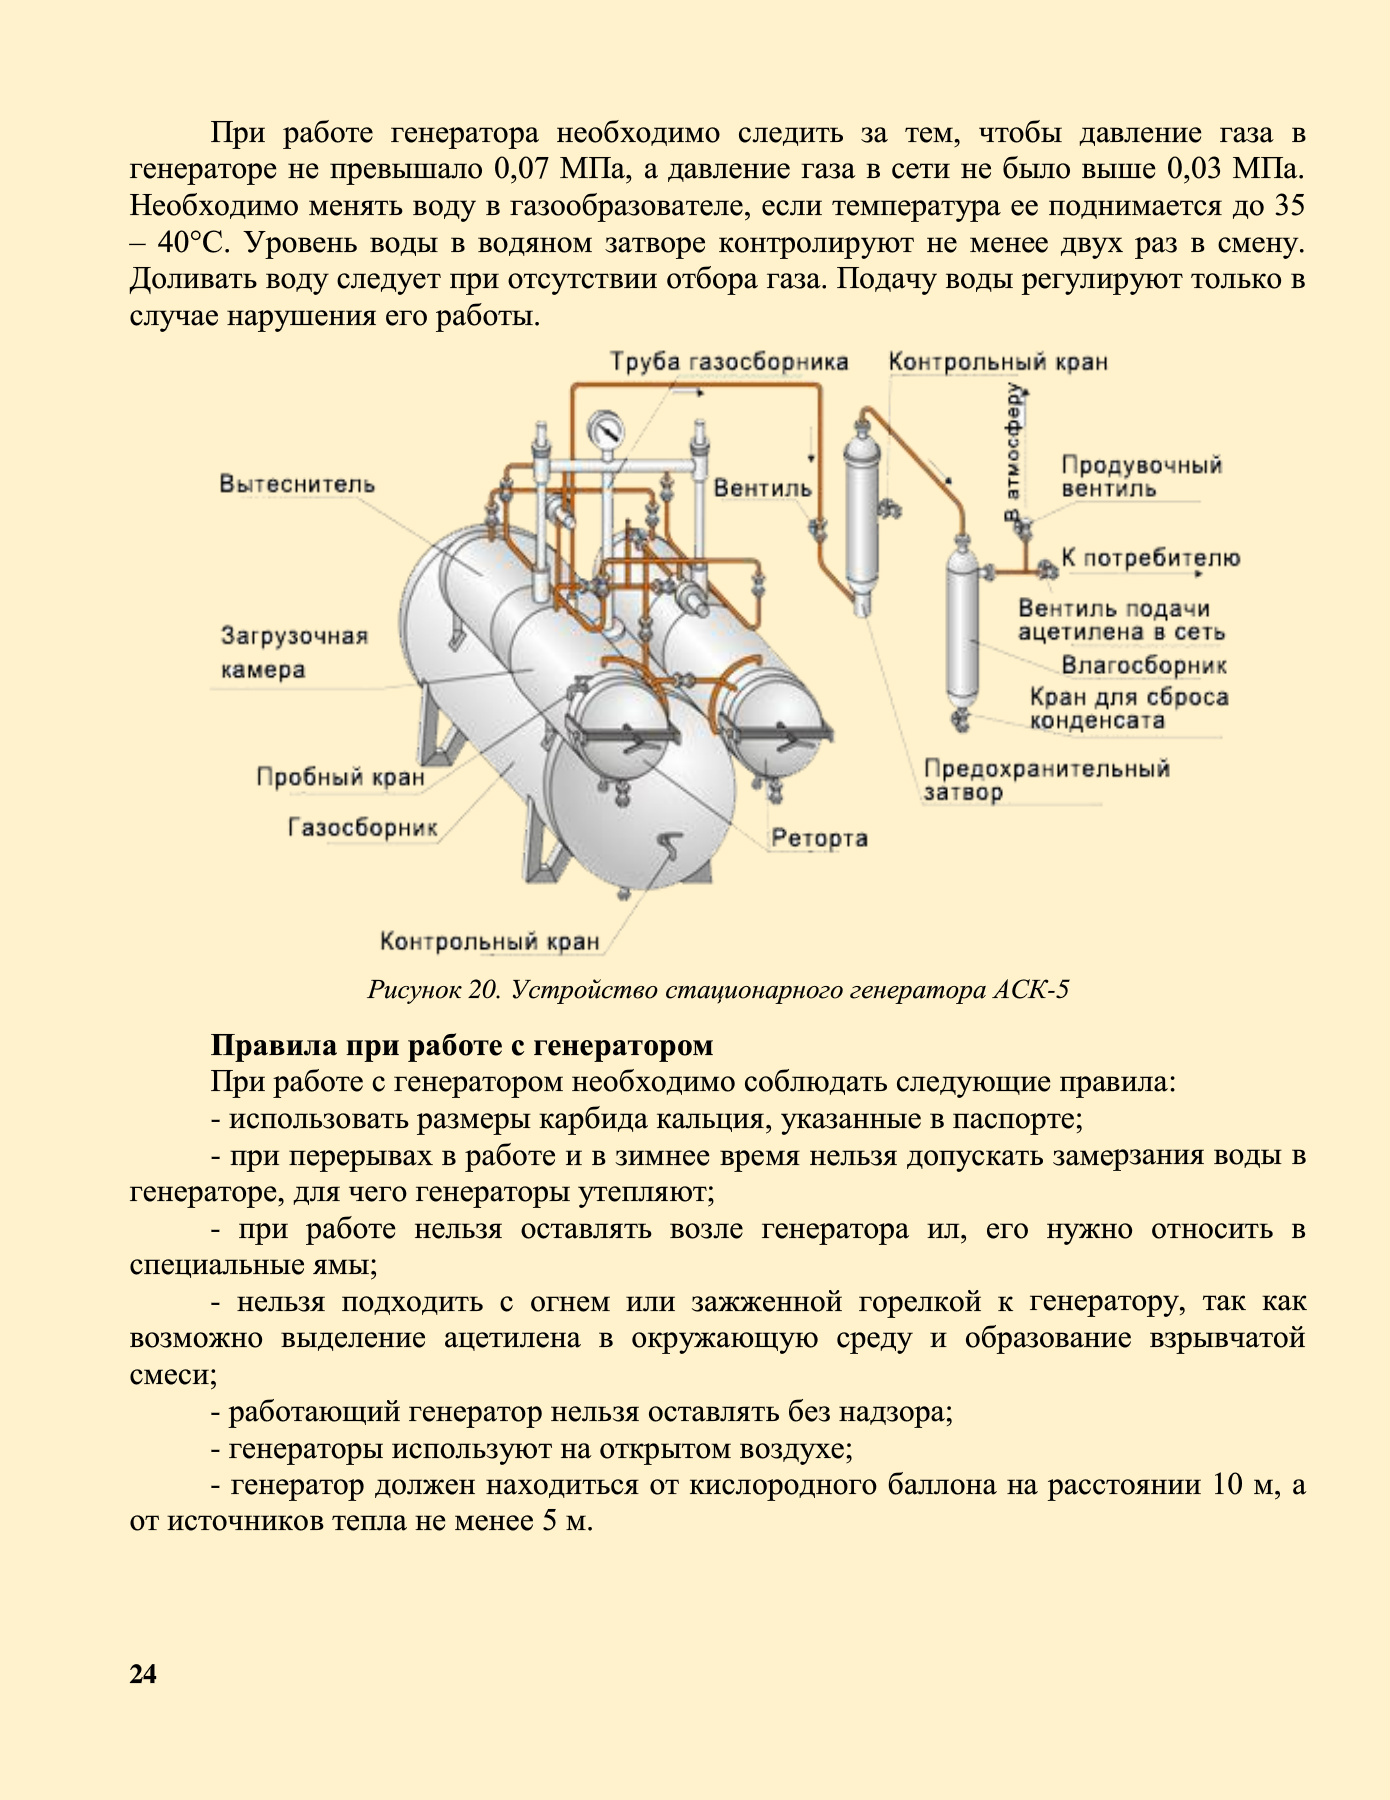 При работе генератора необходимо следить за тем, чтобы давление газа в
генераторе не превышало 0,07 МПа, а давление газа в сети не было выше 0,03 МПа.
Необходимо менять воду в газообразователе, если температура ее поднимается до 35
– 40°С. Уровень воды в водяном затворе контролируют не менее двух раз в смену.
Доливать воду следует при отсутствии отбора газа. Подачу воды регулируют только в
случае нарушения его работы.
Труба газосборника
Контрольный кран
В атмосферу
Вытеснитель
Вентиль
Продувочный
вентиль
К потребителю
Вентиль подачи
ацетилена в сеть
Загрузочная
камера
Влагосборник
Кран для сброса
конденсата
Пробный кран
Предохранительный
затвор
Газосборник
Реторта
Контрольный кран
Рисунок 20. Устройство стационарного генератора АСК-5
Правила при работе с генератором
При работе с генератором необходимо соблюдать следующие правила:
- использовать размеры карбида кальция, указанные в паспорте;
- при перерывах в работе и в зимнее время нельзя допускать замерзания воды в
генераторе, для чего генераторы утепляют;
- при работе нельзя оставлять возле генератора ил, его нужно относить в
специальные ямы;
- нельзя подходить с огнем или зажженной горелкой к генератору, так как
возможно выделение ацетилена в окружающую среду и образование взрывчатой
смеси;
- работающий генератор нельзя оставлять без надзора;
- генераторы используют на открытом воздухе;
- генератор должен находиться от кислородного баллона на расстоянии 10 м, а
от источников тепла не менее 5 м.
24